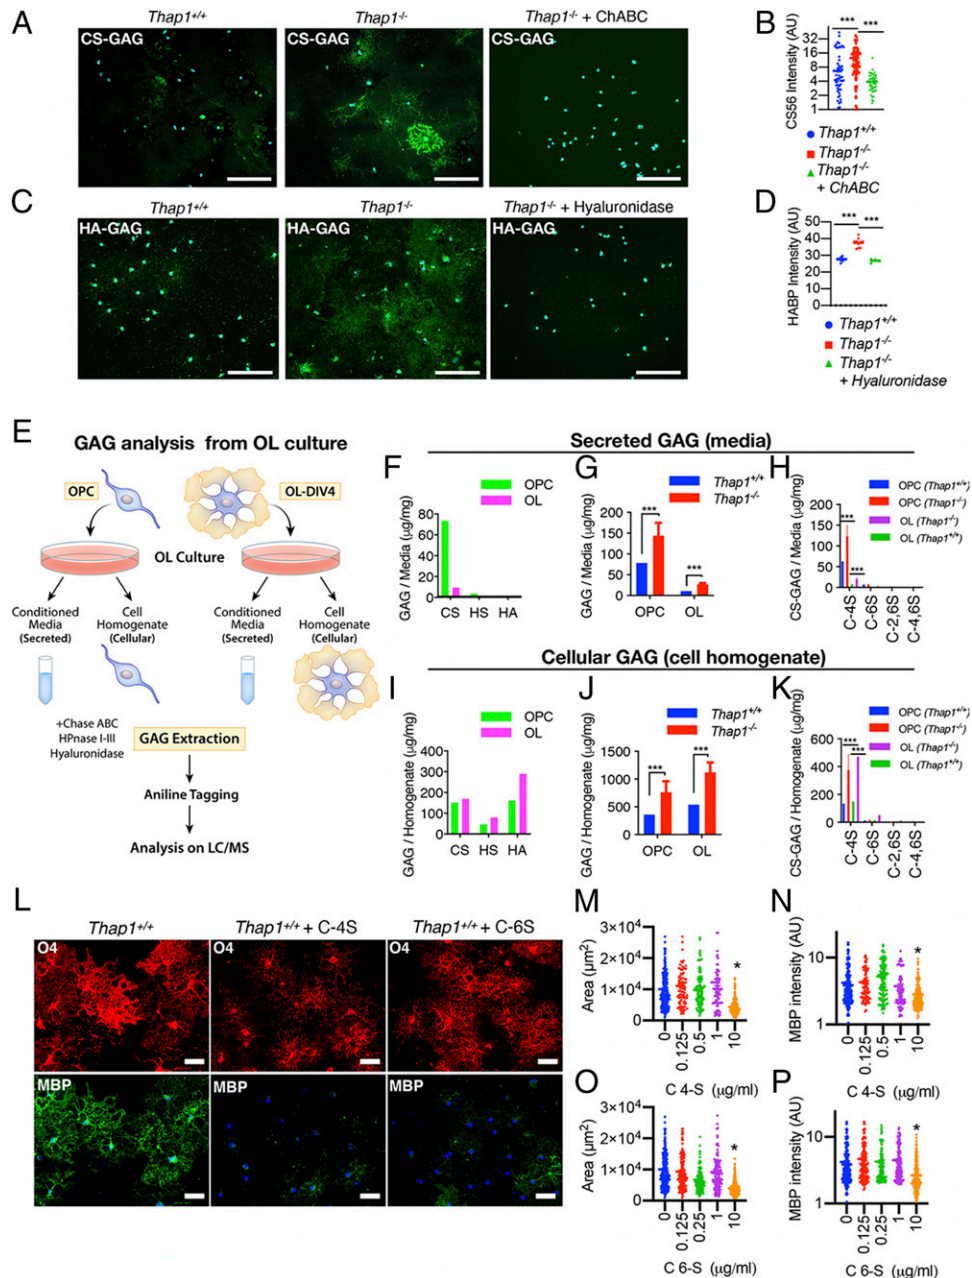 A
Thap1+/+
Thap1-/-
Thap1-/- + ChABC
CS-GAG
CS-GAG
CS-GAG
B
CS56 Intensity (AU)
32
16
8
4
2
1
***
***
Thap1+/+
Thap1-/-
Thap1-/-
+ ChABC
C
Thap1+/+
Thap1-/-
Thap1-/- + Hyaluronidase
HA-GAG
HA-GAG
HA-GAG
D
HABP Intensity (AU)
50
40
30
20
10
0
***
***
Thap1+/+
Thap1-/-
Thap1-/-
+ Hyaluronidase
E
GAG analysis from OL culture
OPC
OL-DIV4
OL Culture
Conditioned
Media
(Secreted)
Cell
Homogenate
(Cellular)
Conditioned
Media
(Secreted)
Cell
Homogenate
(Cellular)
+Chase ABC
HPnase I-III
Hyaluronidase
GAG Extraction
Aniline Tagging
Analysis on LC/MS
Secreted GAG (media)
F
OPC
OL
GAG / Media (µg/mg)
80
60
40
20
0
CS HS HA
G
Thap1+/+
Thap1-/-
GAG / Media (µg/mg)
200
150
100
50
0
***
***
OPC OL
H
OPC (Thap1+/+)
OPC (Thap1-/-)
OL (Thap1-/-)
OL (Thap1+/+)
CS-GAG / Media (µg/mg)
200
150
100
50
0
***
***
C-4S
C-6S
C-2,6S
C-4,6S
Cellular GAG (cell homogenate)
I
OPC
OL
GAG / Homogenate (µg/mg)
400
300
200
100
0
CS HS HA
J
Thap1+/+
Thap1-/-
GAG / Homogenate (µg/mg)
1500
1000
500
0
***
***
OPC OL
K
OPC (Thap1+/+)
OPC (Thap1-/-)
OL (Thap1-/-)
OL (Thap1+/+)
CS-GAG / Homogenate (µg/mg)
600
400
200
0
***
***
C-4S
C-6S
C-2,6S
C-4,6S
L
Thap1+/+
Thap1+/+ + C-4S
Thap1+/+ + C-6S
O4
O4
O4
MBP
MBP
MBP
M
Area (µm2)
3×104
2×104
1×104
0
*
0
0.125
0.5
1
10
C 4-S (µg/ml)
N
MBP intensity (AU)
10
1
*
0
0.125
0.5
1
10
C 4-S (µg/ml)
O
Area (µm2)
3×104
2×104
1×104
0
*
0
0.125
0.25
1
10
C 6-S (µg/ml)
P
MBP intensity (AU)
10
1
*
0
0.125
0.25
1
10
C 6-S (µg/ml)